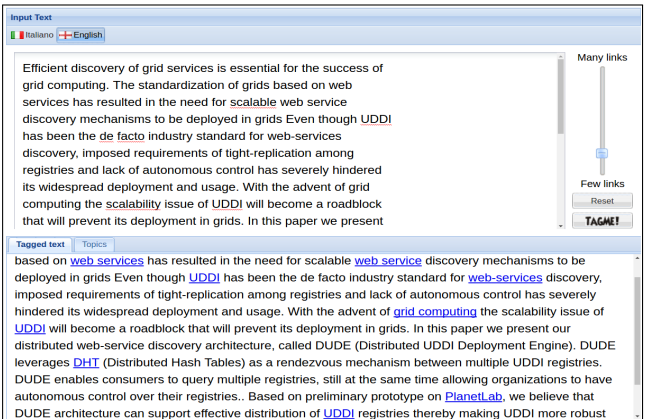 Input Text
Italiano English
Many links
Efficient discovery of grid services is essential for the success of
grid computing. The standardization of grids based on web
services has resulted in the need for scalable web service
discovery mechanisms to be deployed in grids Even though UDDI
has been the de facto industry standard for web-services
discovery, imposed requirements of tight-replication among
registries and lack of autonomous control has severely hindered
its widespread deployment and usage. With the advent of grid
computing the scalability issue of UDDI will become a roadblock
that will prevent its deployment in grids. In this paper we present
Few links
Reset
TAGME!
Tagged text Topics
based on web services has resulted in the need for scalable web service discovery mechanisms to be
deployed in grids Even though UDDI has been the de facto industry standard for web-services discovery,
imposed requirements of tight-replication among registries and lack of autonomous control has severely
hindered its widespread deployment and usage. With the advent of grid computing the scalability issue of
UDDI will become a roadblock that will prevent its deployment in grids. In this paper we present our
distributed web-service discovery architecture, called DUDE (Distributed UDDI Deployment Engine). DUDE
leverages DHT (Distributed Hash Tables) as a rendezvous mechanism between multiple UDDI registries.
DUDE enables consumers to query multiple registries, still at the same time allowing organizations to have
autonomous control over their registries.. Based on preliminary prototype on PlanetLab, we believe that
DUDE architecture can support effective distribution of UDDI registries thereby making UDDI more robust